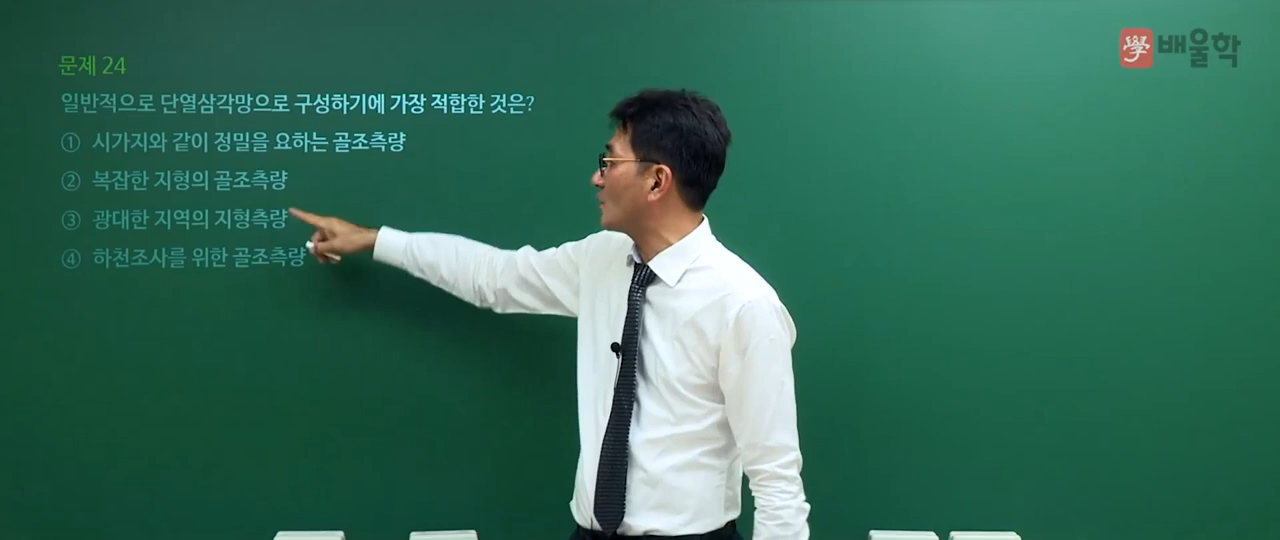 문제 24
일반적으로 단열삼각망으로 구성하기에 가장 적합한 것은?
① 시가지와 같이 정밀을 요하는 골조측량
② 복잡한 지형의 골조측량
③ 광대한 지역의 지형측량
④ 하천조사를 위한 골조측량
學 배울학